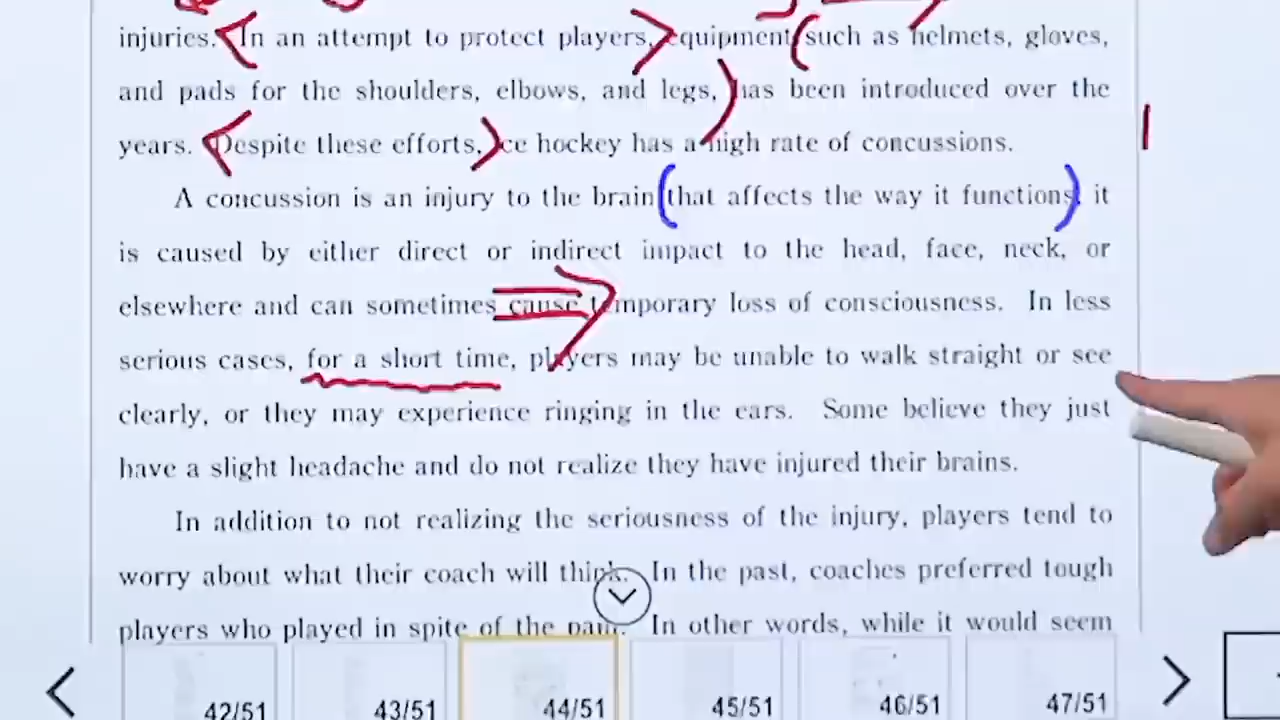 injuries. In an attempt to protect players, equipment such as helmets, gloves,
and pads for the shoulders, elbows, and legs, has been introduced over the
years. Despite these efforts, ice hockey has a high rate of concussions.
A concussion is an injury to the brain that affects the way it functions; it
is caused by either direct or indirect impact to the head, face, neck, or
elsewhere and can sometimes cause temporary loss of consciousness. In less
serious cases, for a short time, players may be unable to walk straight or see
clearly, or they may experience ringing in the ears. Some believe they just
have a slight headache and do not realize they have injured their brains.
In addition to not realizing the seriousness of the injury, players tend to
worry about what their coach will think. In the past, coaches preferred tough
players who played in spite of the pain. In other words, while it would seem
42/51
43/51
44/51
45/51
46/51
47/51